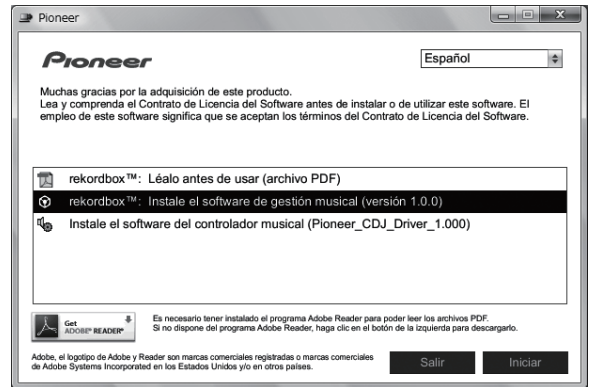 Pioneer
Pioneer
Español
Muchas gracias por la adquisición de este producto.
Lea y comprenda el Contrato de Licencia del Software antes de instalar o de utilizar este software. El
empleo de este software significa que se aceptan los términos del Contrato de Licencia del Software.
rekordbox™: Léalo antes de usar (archivo PDF)
rekordbox™: Instale el software de gestión musical (versión 1.0.0)
Instale el software del controlador musical (Pioneer_CDJ_Driver_1.000)
Get
ADOBE® READER®
Es necesario tener instalado el programa Adobe Reader para poder leer los archivos PDF.
Si no dispone del programa Adobe Reader, haga clic en el botón de la izquierda para descargarlo.
Adobe, el logotipo de Adobe y Reader son marcas comerciales registradas o marcas comerciales
de Adobe Systems Incorporated en los Estados Unidos y/o en otros países.
Salir
Iniciar